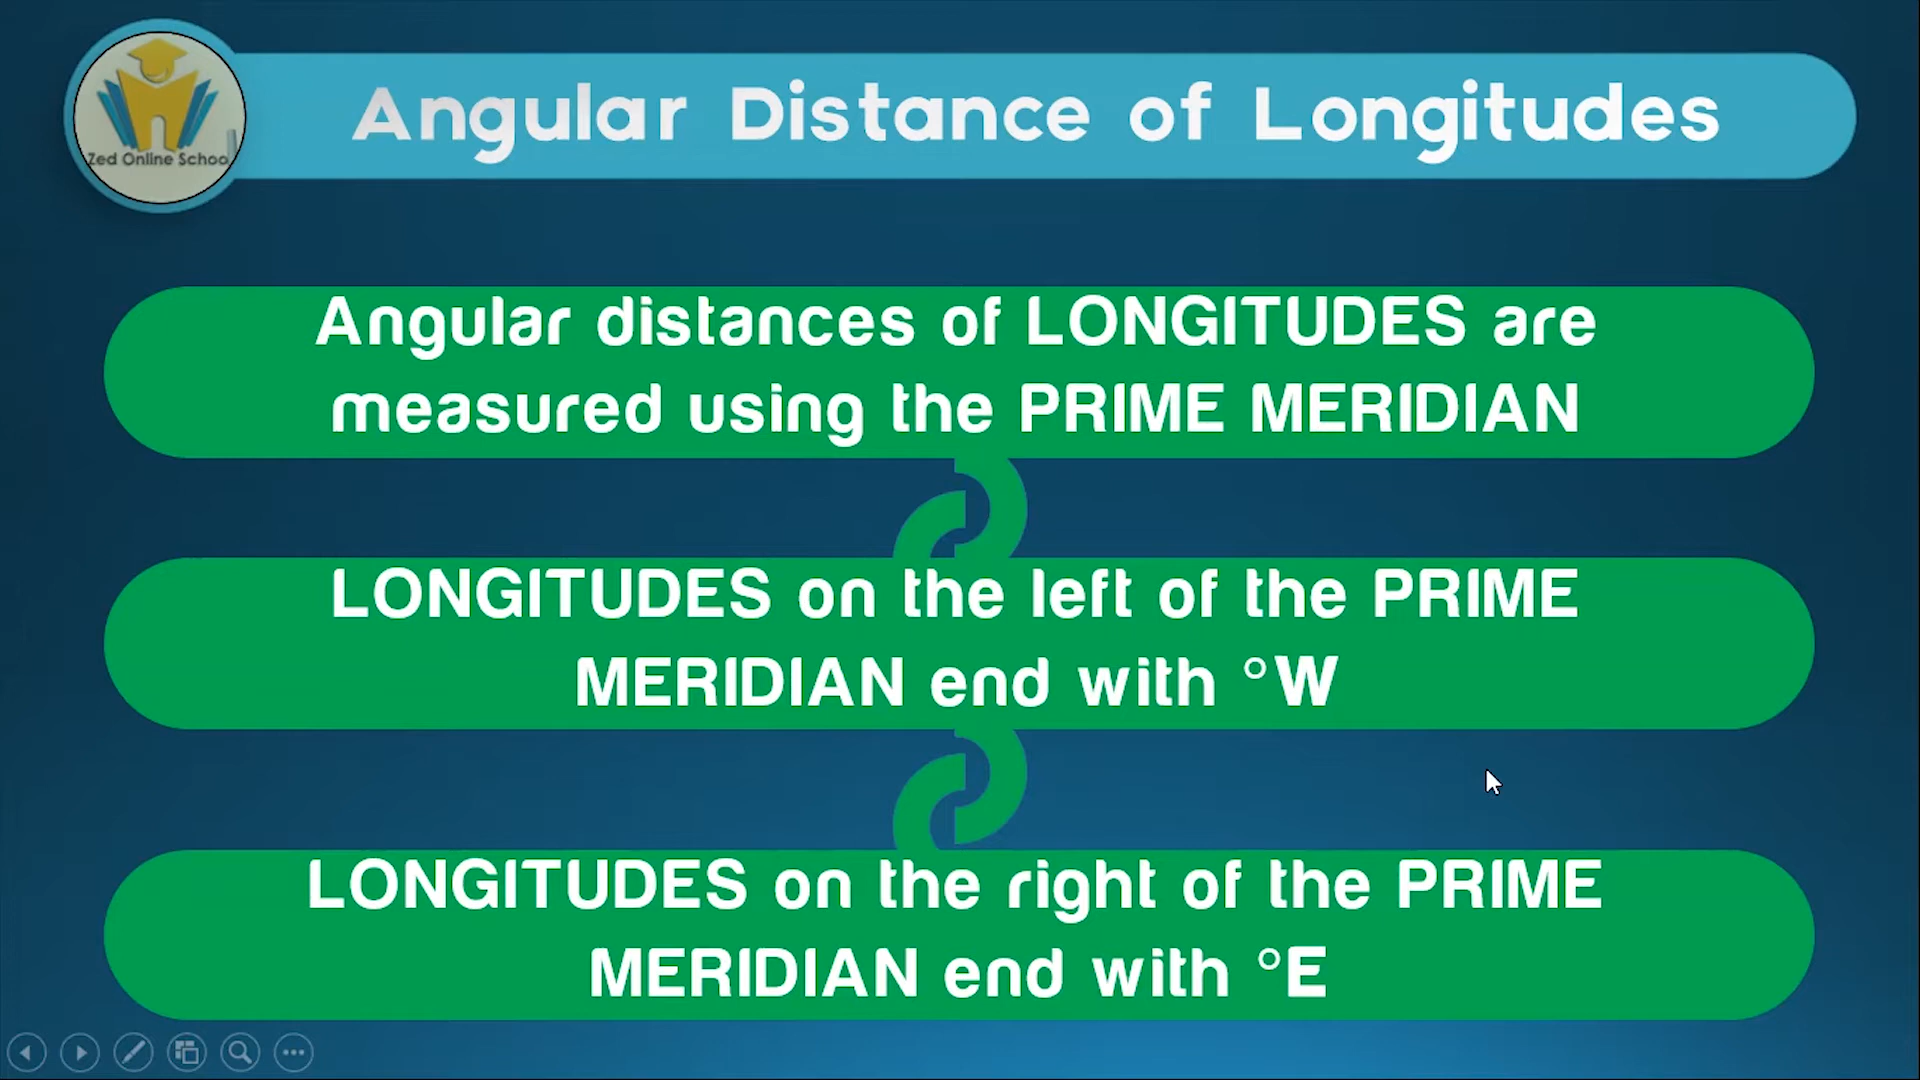 Zed Online School
Angular Distance of Longitudes
Angular distances of LONGITUDES are
measured using the PRIME MERIDIAN
LONGITUDES on the left of the PRIME
MERIDIAN end with °W
LONGITUDES on the right of the PRIME
MERIDIAN end with °E